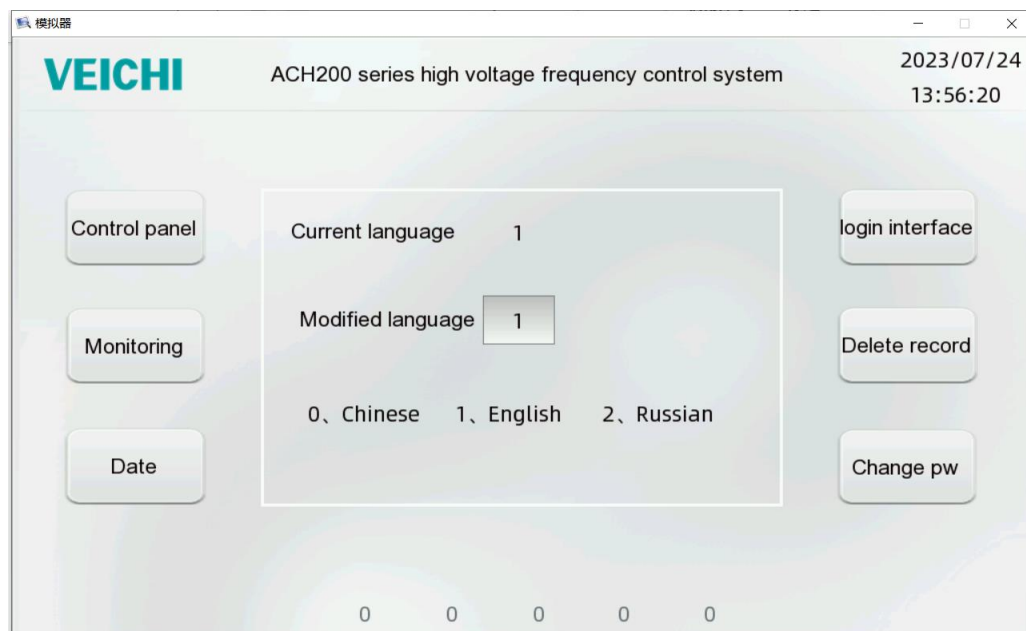 模拟器
VEICHI
ACH200 series high voltage frequency control system
2023/07/24
13:56:20
Control panel
Current language 1
login interface
Modified language 1
Monitoring
Delete record
0、Chinese 1、English 2、Russian
Date
Change pw
0 0 0 0 0